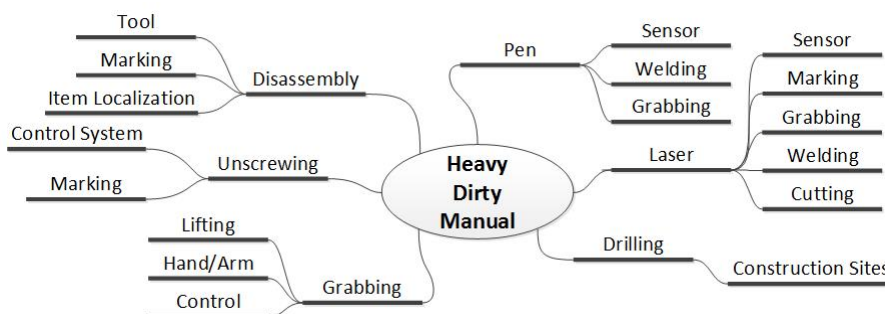 Tool
Marking
Item Localization
Disassembly
Control System
Marking
Unscrewing
Lifting
Hand/Arm
Control
Grabbing
Heavy
Dirty
Manual
Pen
Sensor
Welding
Grabbing
Laser
Sensor
Marking
Grabbing
Welding
Cutting
Drilling
Construction Sites